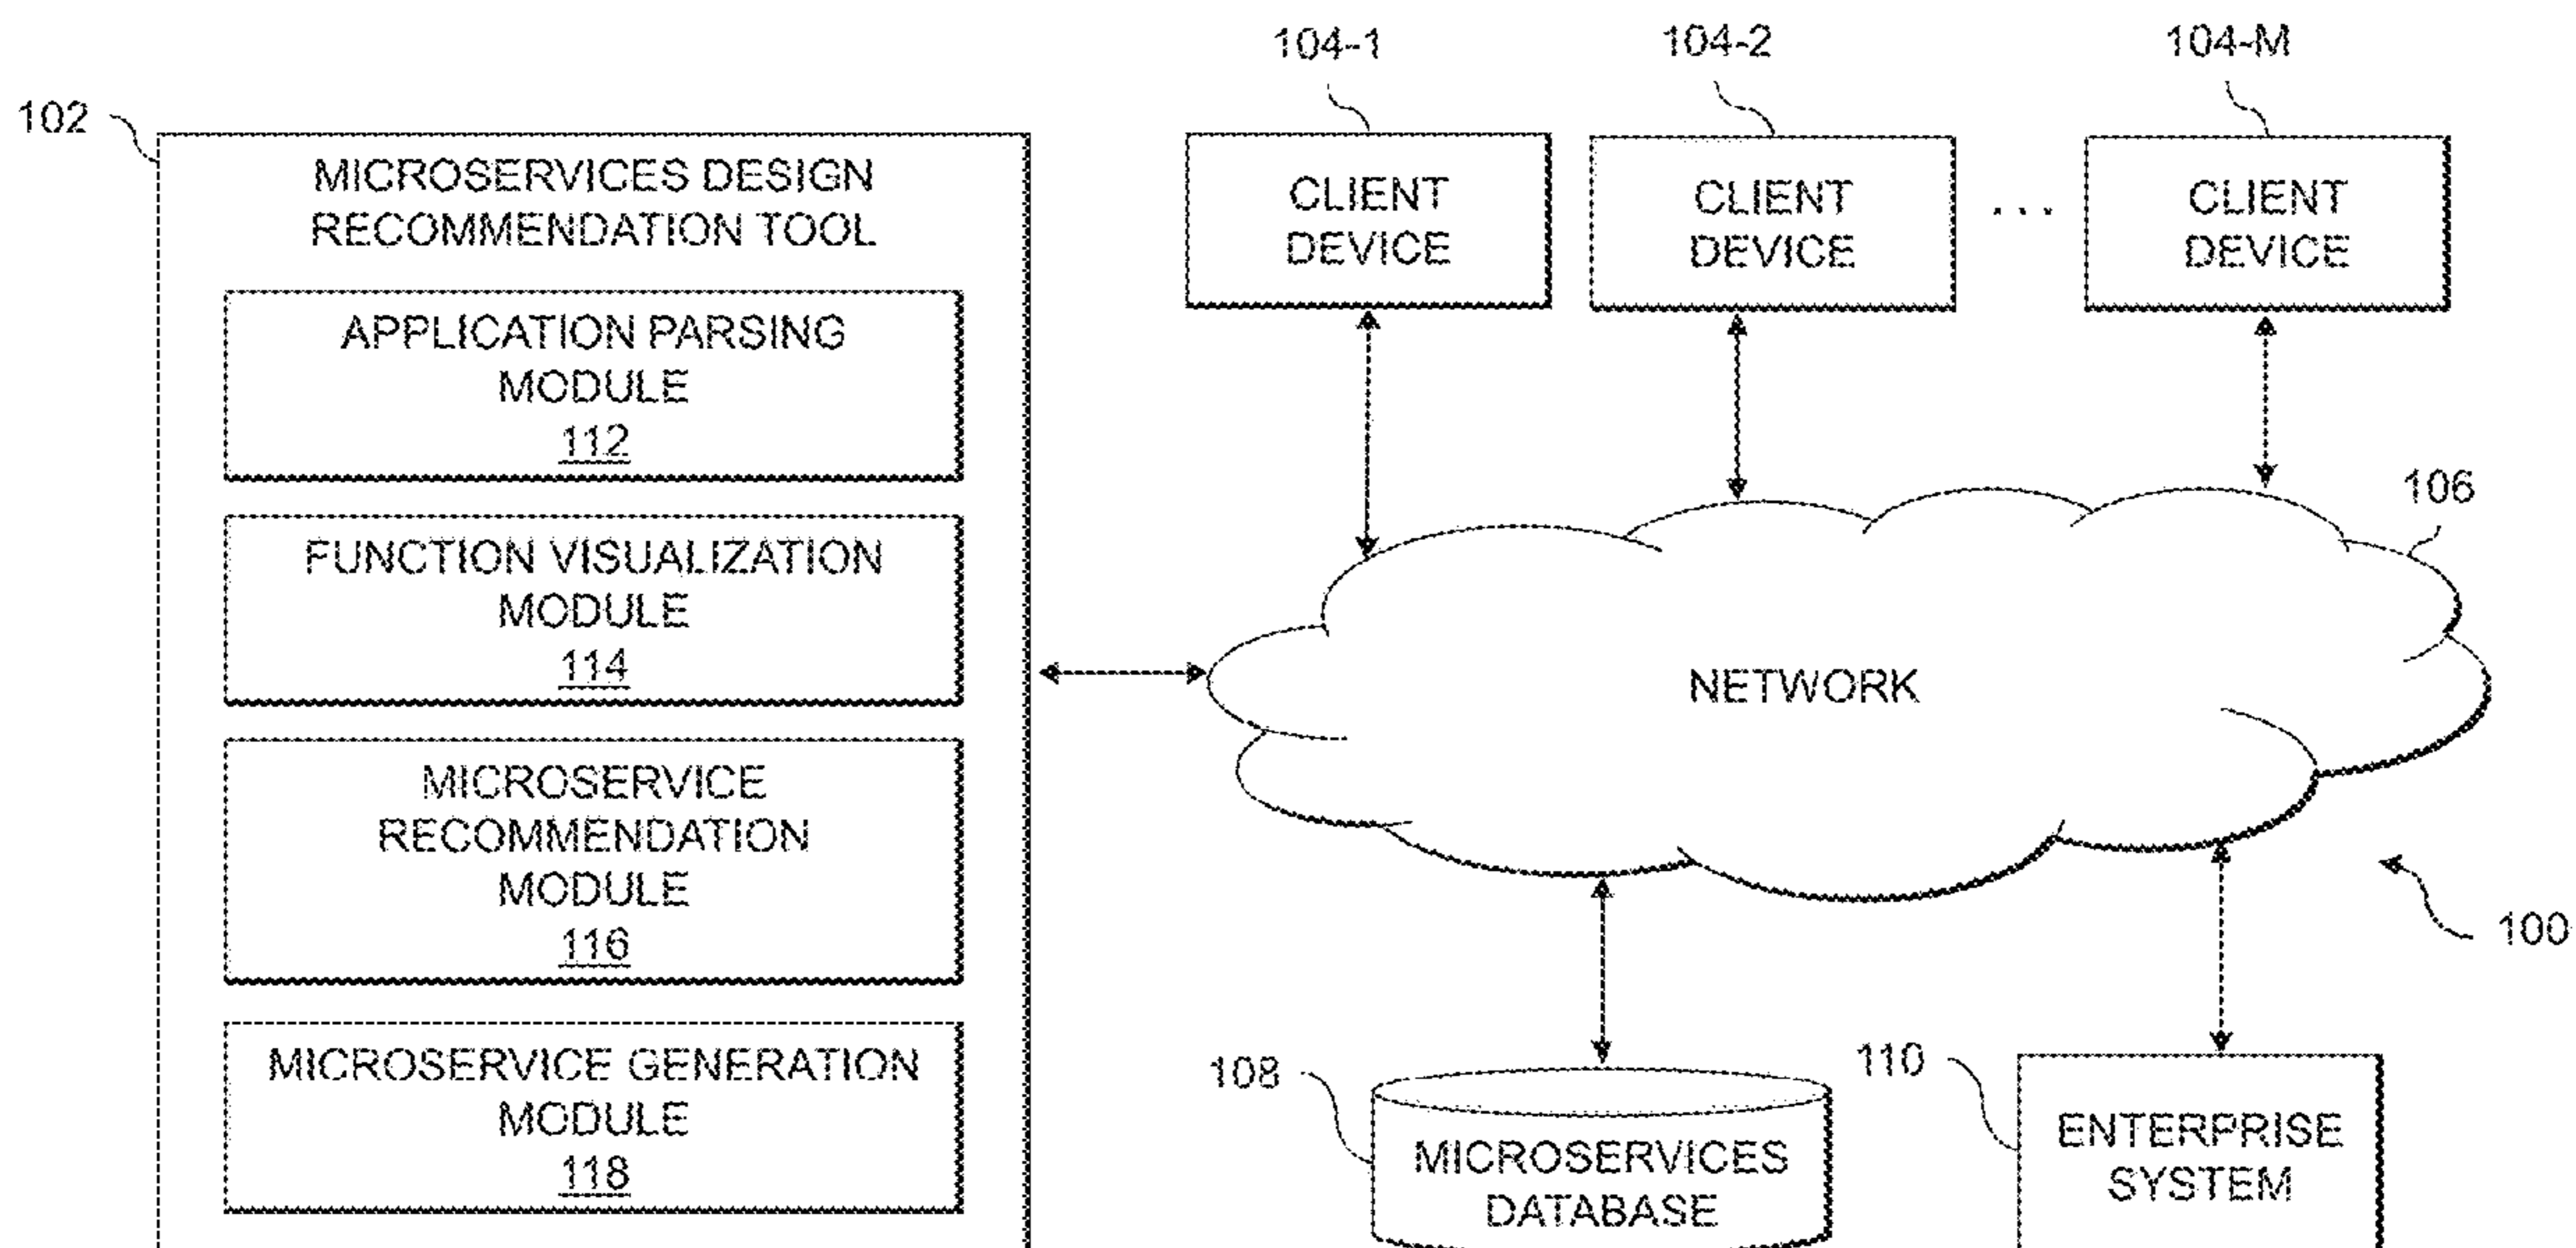 104-1
104-2
104-M
102
MICROSERVICES DESIGN
RECOMMENDATION TOOL
APPLICATION PARSING
MODULE
112
FUNCTION VISUALIZATION
MODULE
114
MICROSERVICE
RECOMMENDATION
MODULE
116
MICROSERVICE GENERATION
MODULE
118
CLIENT
DEVICE
CLIENT
DEVICE
...
CLIENT
DEVICE
106
NETWORK
100
108
MICROSERVICES
DATABASE
110
ENTERPRISE
SYSTEM